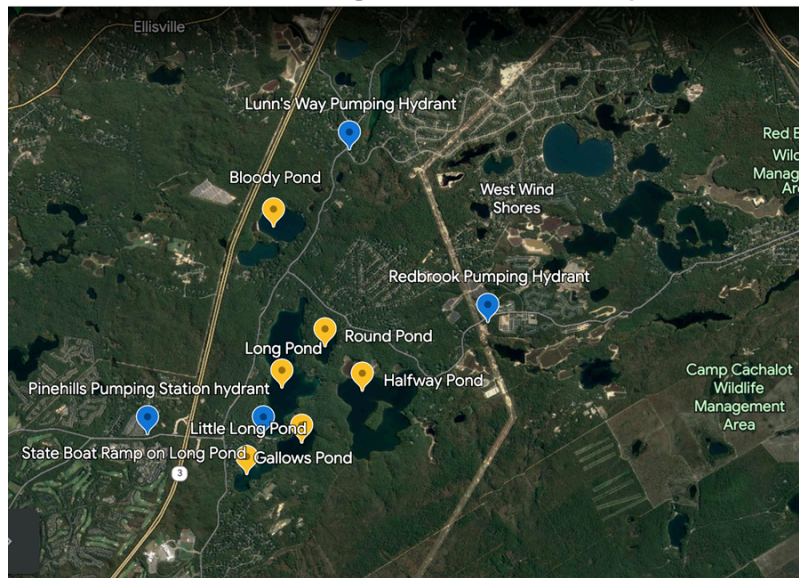 Ellisville
Lunn's Way Pumping Hydrant
Red B
Wild
Manag
Are
Bloody Pond
West Wind
Shores
Redbrook Pumping Hydrant
Round Pond
Long Pond
Halfway Pond
Camp Cachalot
Wildlife
Management
Area
Pinehills Pumping Station hydrant
Little Long Pond
State Boat Ramp on Long Pond
Gallows Pond
3